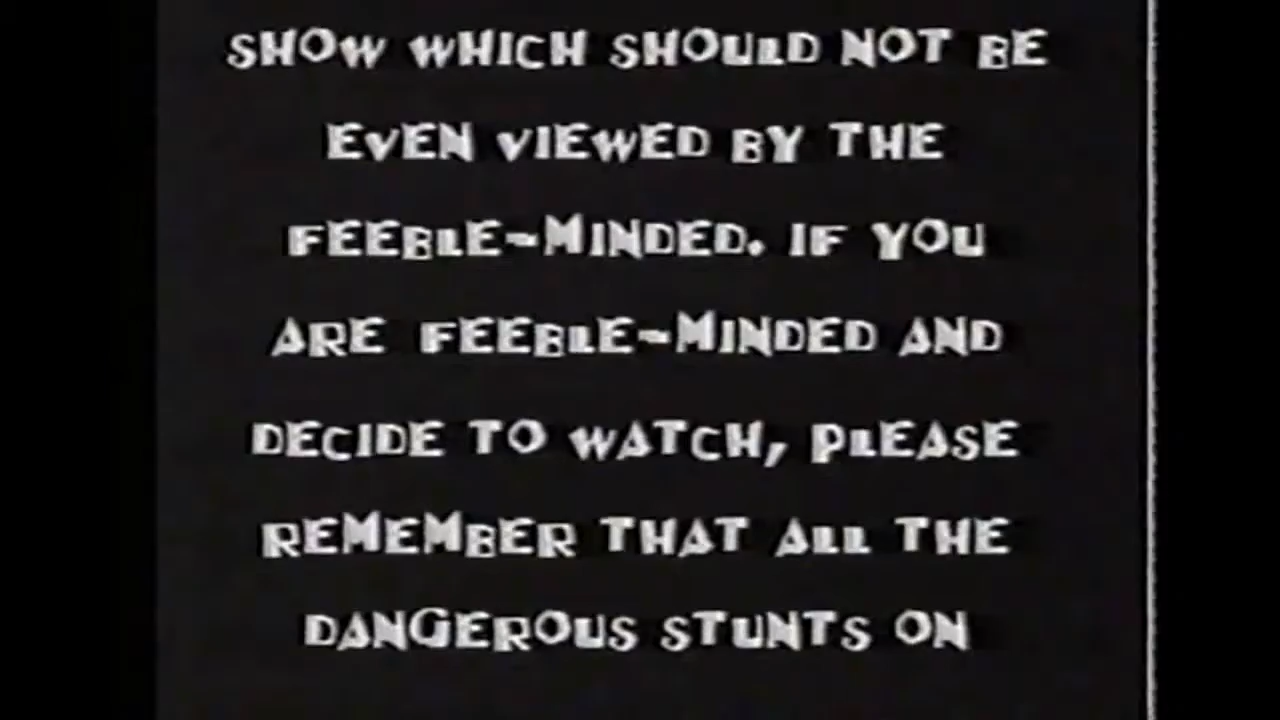 SHOW WHICH SHOULD NOT BE
EVEN VIEWED BY THE
FEEBLE-MINDED. IF YOU
ARE FEEBLE-MINDED AND
DECIDE TO WATCH, PLEASE
REMEMBER THAT ALL THE
DANGEROUS STUNTS ON